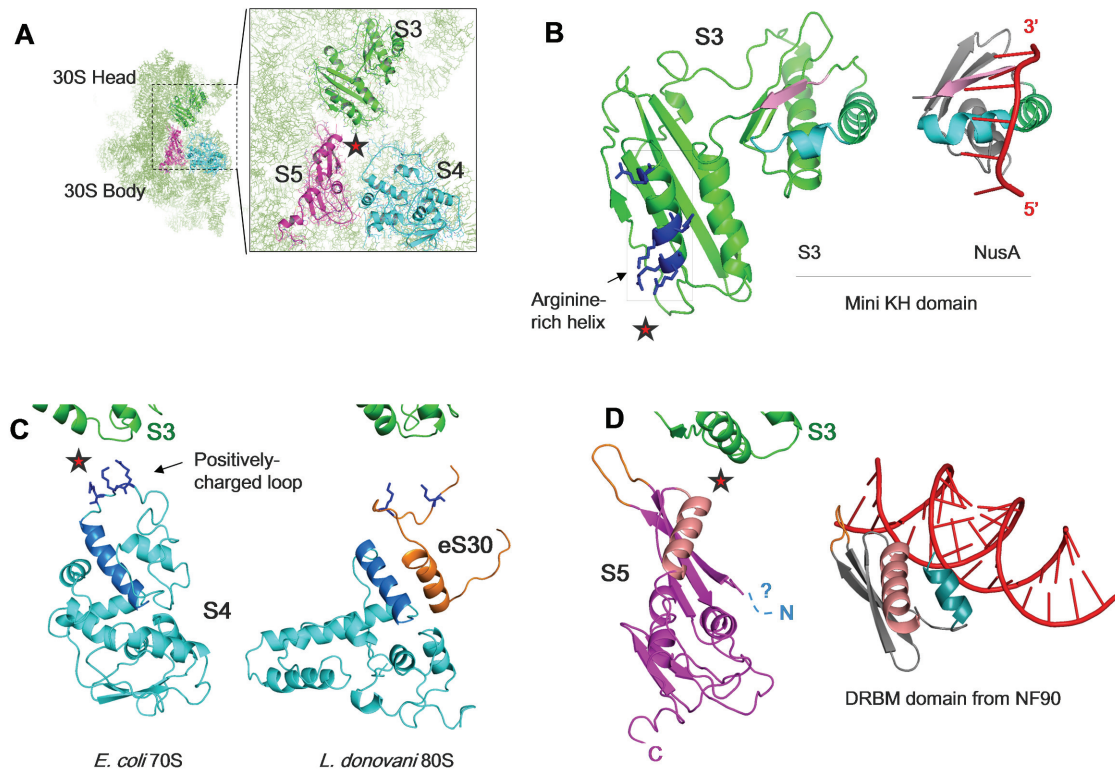 A
30S Head
30S Body
S3
S5
S4
B
S3
3’
5’
Arginine-
rich helix
S3
NusA
Mini KH domain
C
S3
Positively-
charged loop
S4
eS30
E. coli 70S
L. donovani 80S
D
S3
S5
?
N
C
DRBM domain from NF90